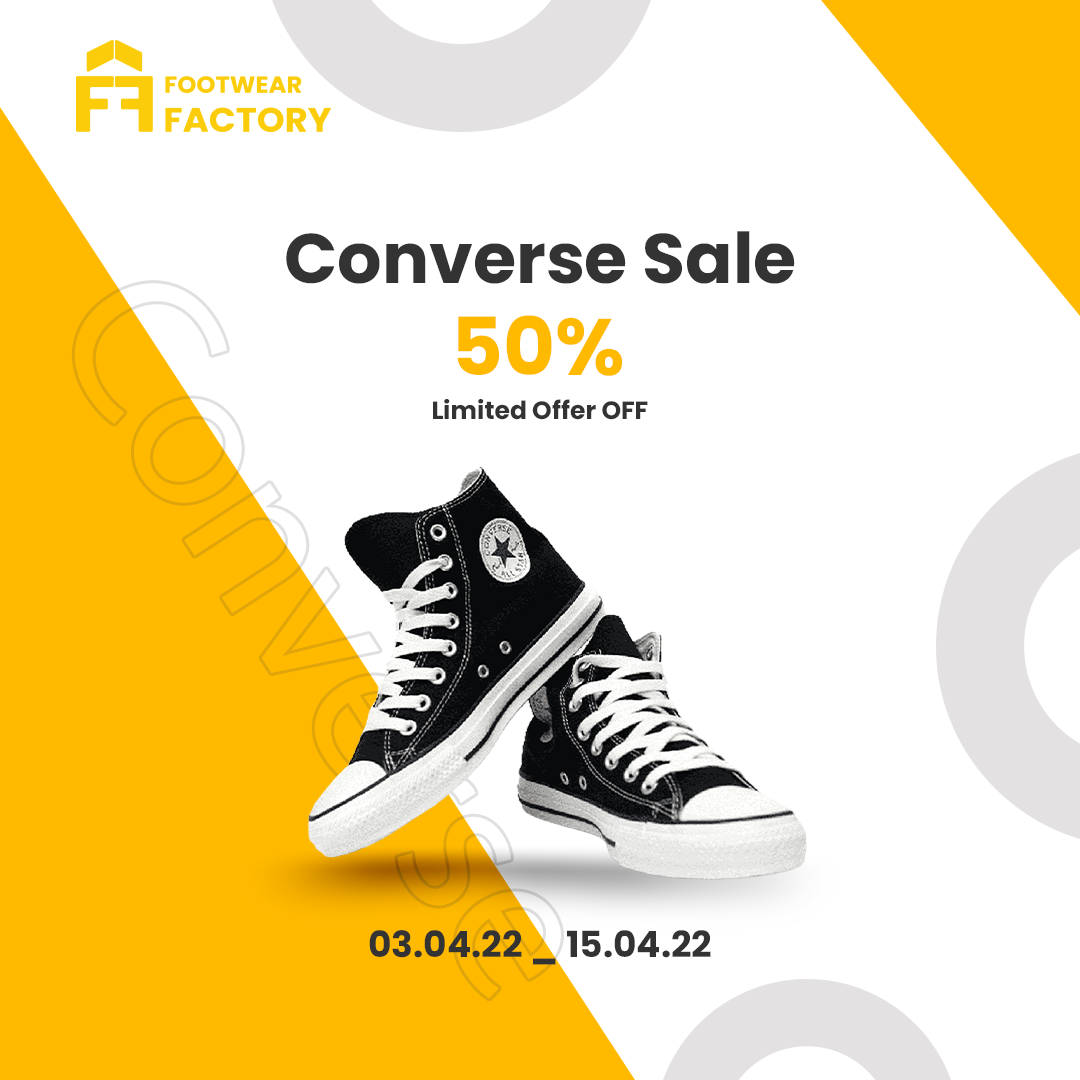 FOOTWEAR
FACTORY
Converse Sale
50%
Limited Offer OFF
Converse
CONVERSE
ALL STAR
03.04.22 _ 15.04.22